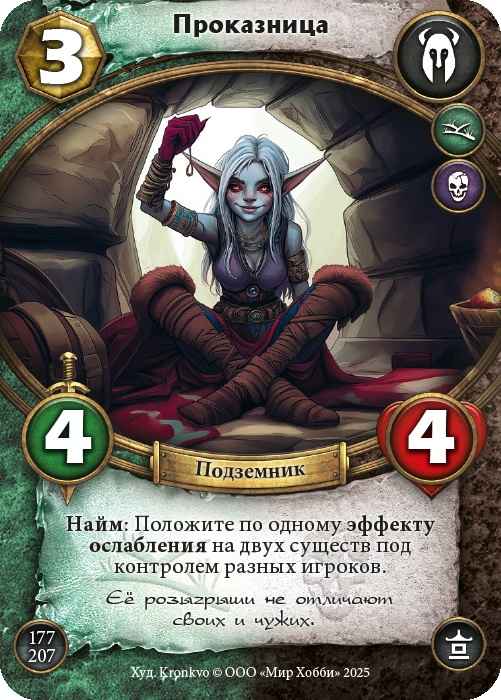 Проказница
3
4
4
Подземник
Найм: Положите по одному эффекту
ослабления на двух существ под
контролем разных игроков.
Её розыгрыши не отличают
своих и чужих.
177
207
Худ. Kronkvo © ООО «Мир Хобби» 2025